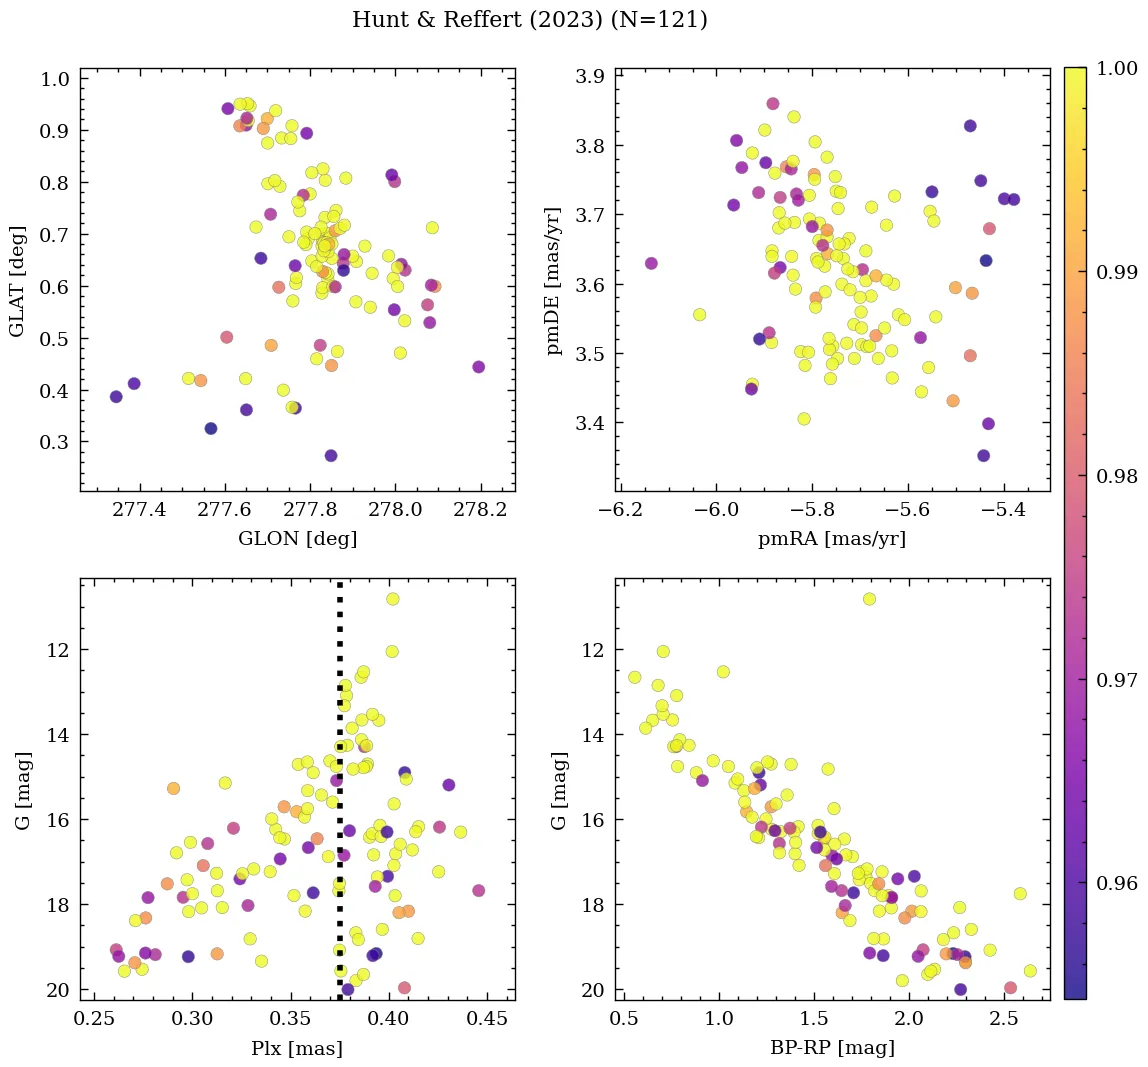 Hunt & Reffert (2023) (N=121)
1.0
0.9
0.8
0.7
0.6
0.5
0.4
0.3
GLAT [deg]
277.4 277.6 277.8 278.0 278.2
GLON [deg]
3.9
3.8
3.7
3.6
3.5
3.4
pmDE [mas/yr]
−6.2 −6.0 −5.8 −5.6 −5.4
pmRA [mas/yr]
12
14
16
18
20
G [mag]
0.25 0.30 0.35 0.40 0.45
Plx [mas]
12
14
16
18
20
G [mag]
0.5 1.0 1.5 2.0 2.5
BP-RP [mag]
1.00
0.99
0.98
0.97
0.96